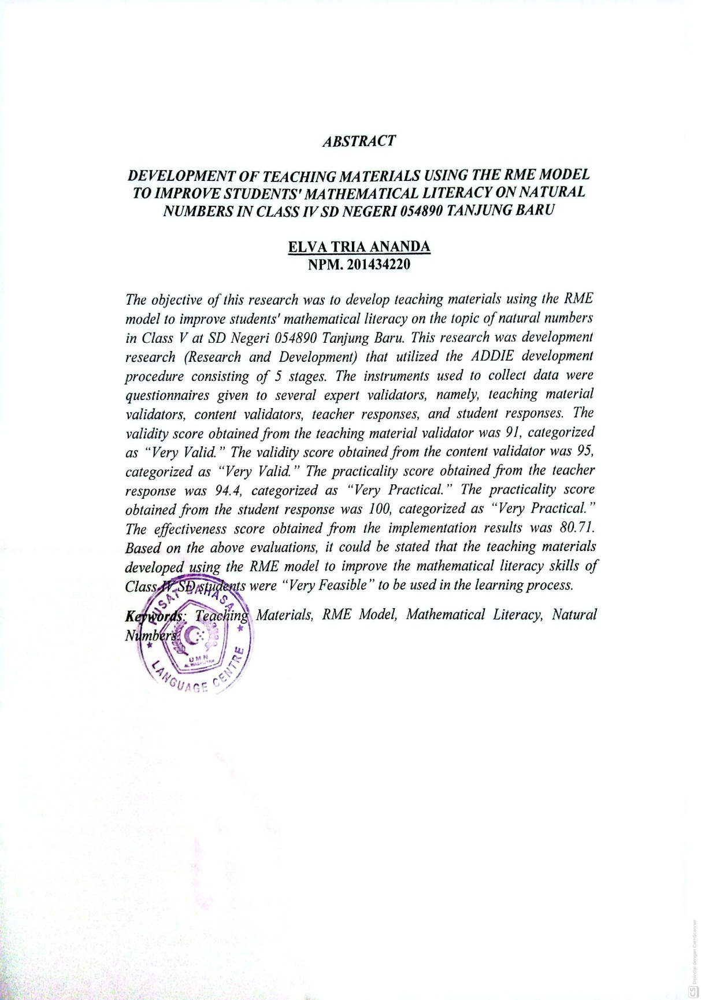 ABSTRACT
DEVELOPMENT OF TEACHING MATERIALS USING THE RME MODEL
TO IMPROVE STUDENTS' MATHEMATICAL LITERACY ON NATURAL
NUMBERS IN CLASS IV SD NEGERI 054890 TANJUNG BARU
ELVA TRIA ANANDA
NPM. 201434220
The objective of this research was to develop teaching materials using the RME
model to improve students' mathematical literacy on the topic of natural numbers
in Class V at SD Negeri 054890 Tanjung Baru. This research was development
research (Research and Development) that utilized the ADDIE development
procedure consisting of 5 stages. The instruments used to collect data were
questionnaires given to several expert validators, namely, teaching material
validators, content validators, teacher responses, and student responses. The
validity score obtained from the teaching material validator was 91, categorized
as “Very Valid.” The validity score obtained from the content validator was 95,
categorized as “Very Valid.” The practicality score obtained from the teacher
response was 94.4, categorized as “Very Practical.” The practicality score
obtained from the student response was 100, categorized as “Very Practical.”
The effectiveness score obtained from the implementation results was 80.71.
Based on the above evaluations, it could be stated that the teaching materials
developed using the RME model to improve the mathematical literacy skills of
Class IV SD students were “Very Feasible” to be used in the learning process.
Keywords: Teaching Materials, RME Model, Mathematical Literacy, Natural
Numbers.
PUSAT BAHASA
UMN
AL WASHLIYAH
LANGUAGE CENTRE
CS Dipindai dengan CamScanner